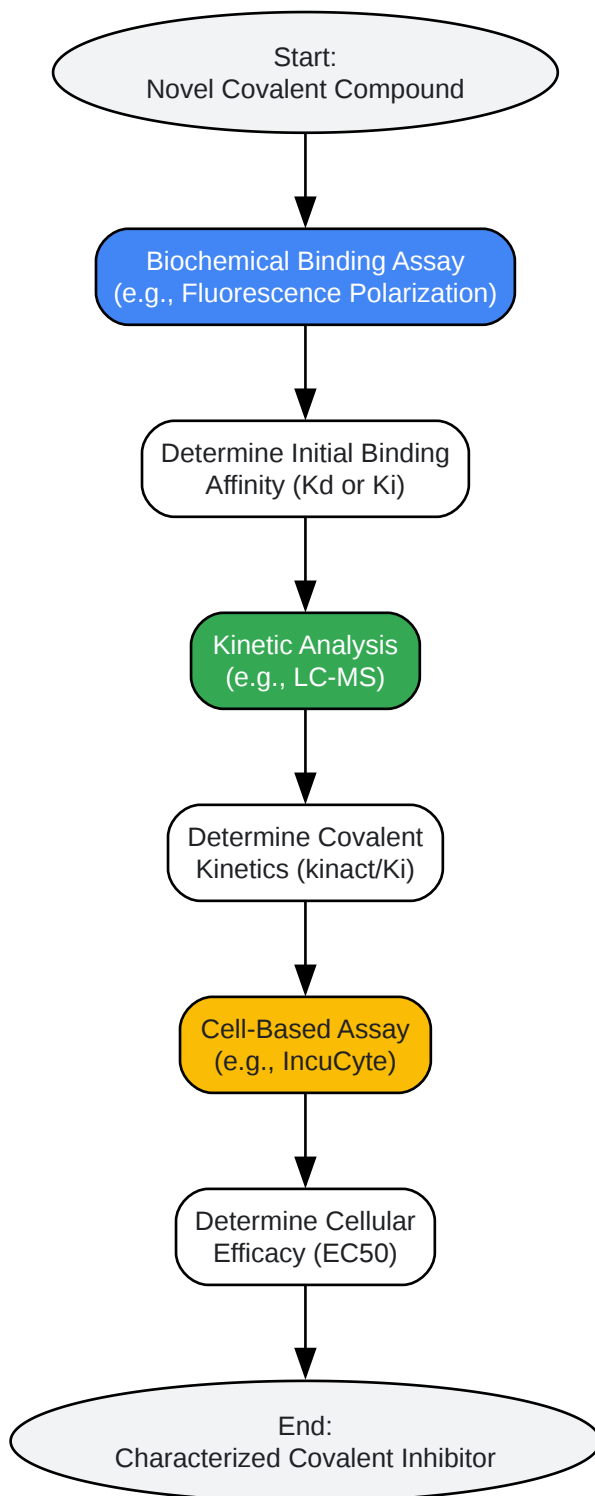 Start:
Novel Covalent Compound
Biochemical Binding Assay
(e.g., Fluorescence Polarization)
Determine Initial Binding
Affinity (Kd or Ki)
Kinetic Analysis
(e.g., LC-MS)
Determine Covalent
Kinetics (kinact/Ki)
Cell-Based Assay
(e.g., IncuCyte)
Determine Cellular
Efficacy (EC50)
End:
Characterized Covalent Inhibitor